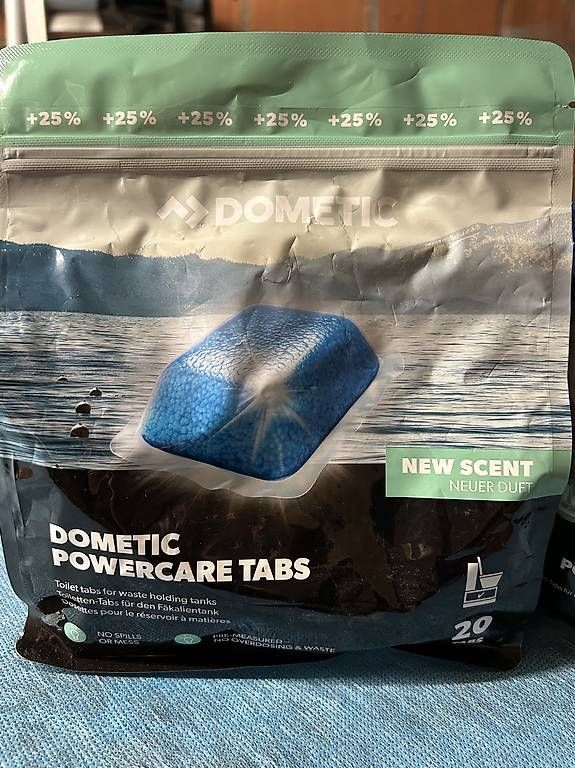 +25% +25% +25% +25% +25% +25% +25%
DOMETIC
NEW SCENT
NEUER DUFT
DOMETIC
POWERCARE TABS
Toilet tabs for waste holding tanks
Toiletten-Tabs für den Fäkalientank
pour le réservoir à matières
NO SPILLS
OR MESS
PRE-MEASURED -
NO OVERDOSING & WASTE
20